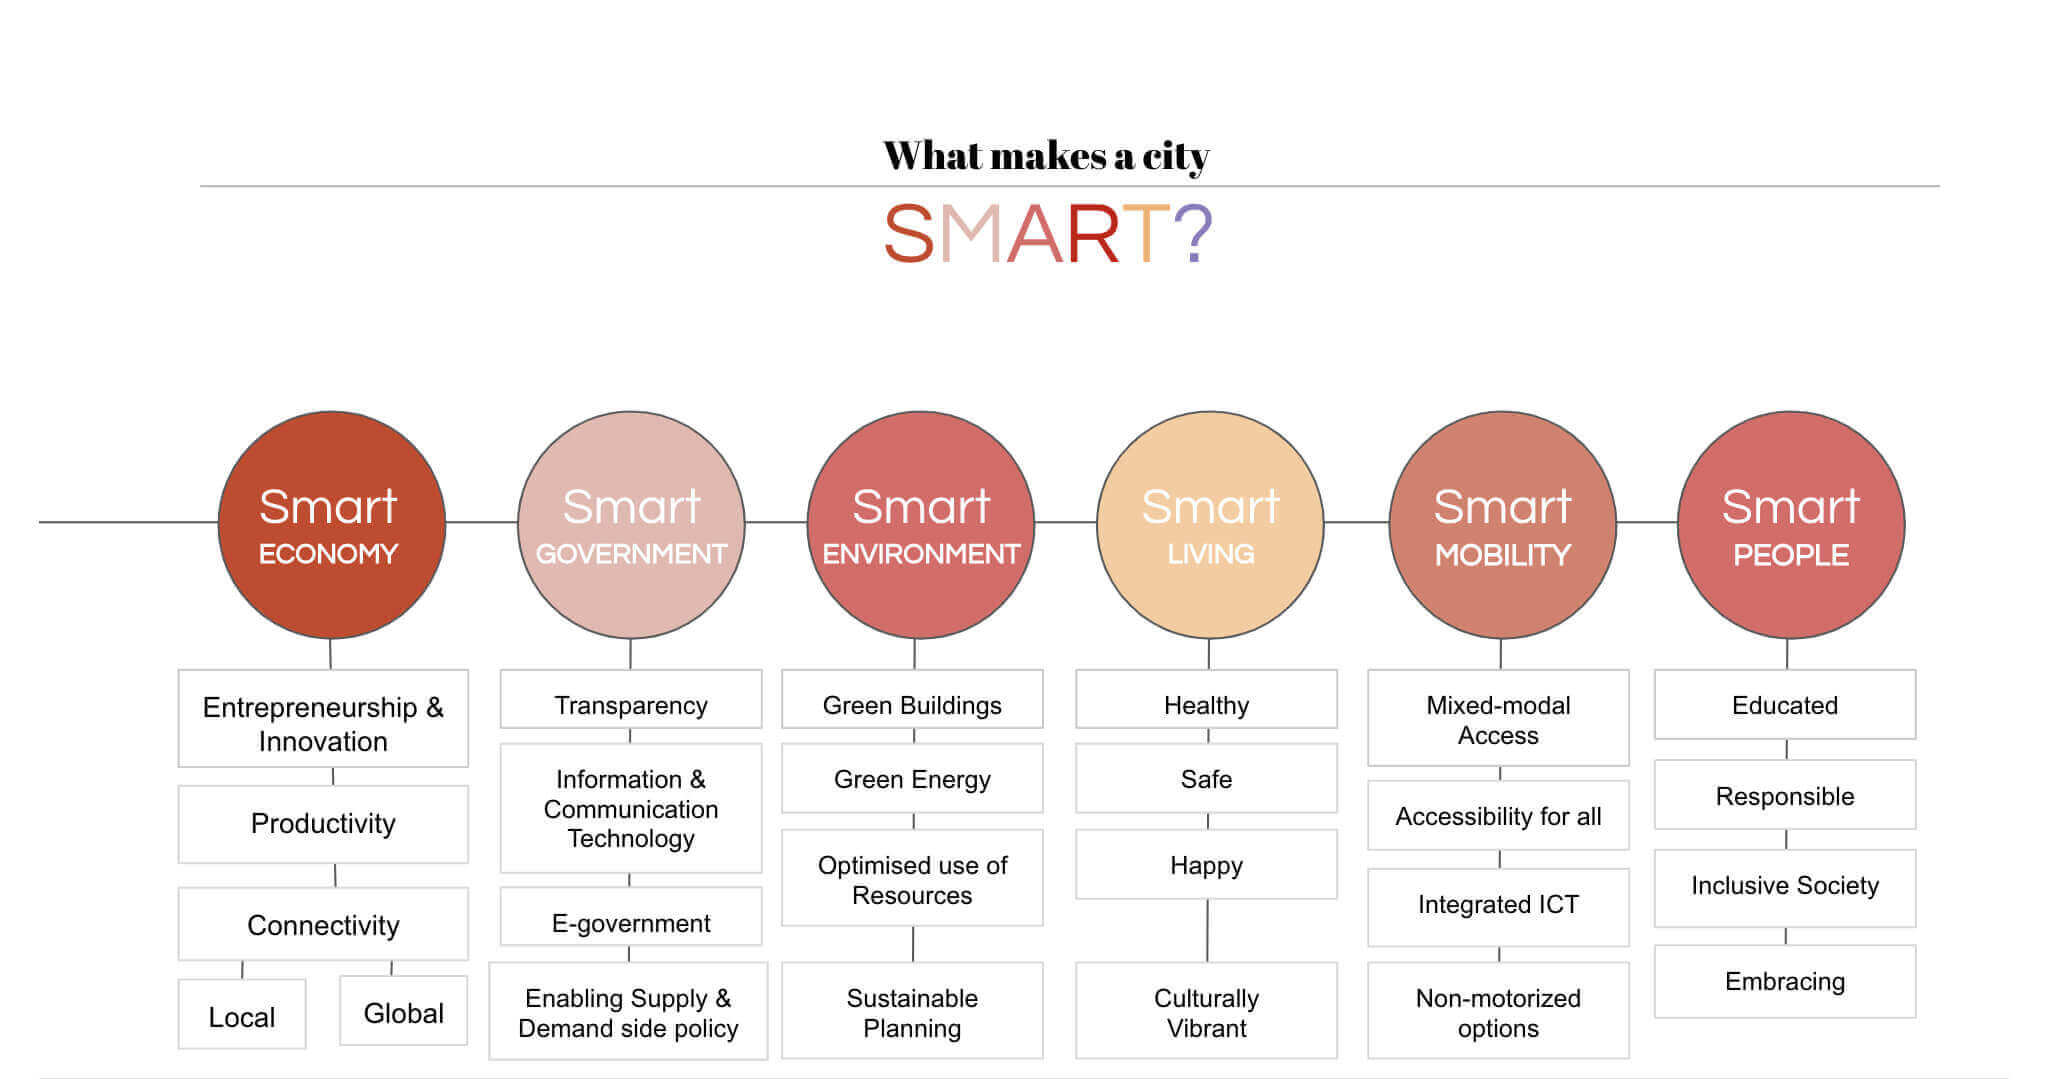 What makes a city
SMART?
Smart
ECONOMY
Entrepreneurship &
Innovation
Productivity
Connectivity
Local
Global
Smart
GOVERNMENT
Transparency
Information &
Communication
Technology
E-government
Enabling Supply &
Demand side policy
Smart
ENVIRONMENT
Green Buildings
Green Energy
Optimised use of
Resources
Sustainable
Planning
Smart
LIVING
Healthy
Safe
Happy
Culturally
Vibrant
Smart
MOBILITY
Mixed-modal
Access
Accessibility for all
Integrated ICT
Non-motorized
options
Smart
PEOPLE
Educated
Responsible
Inclusive Society
Embracing